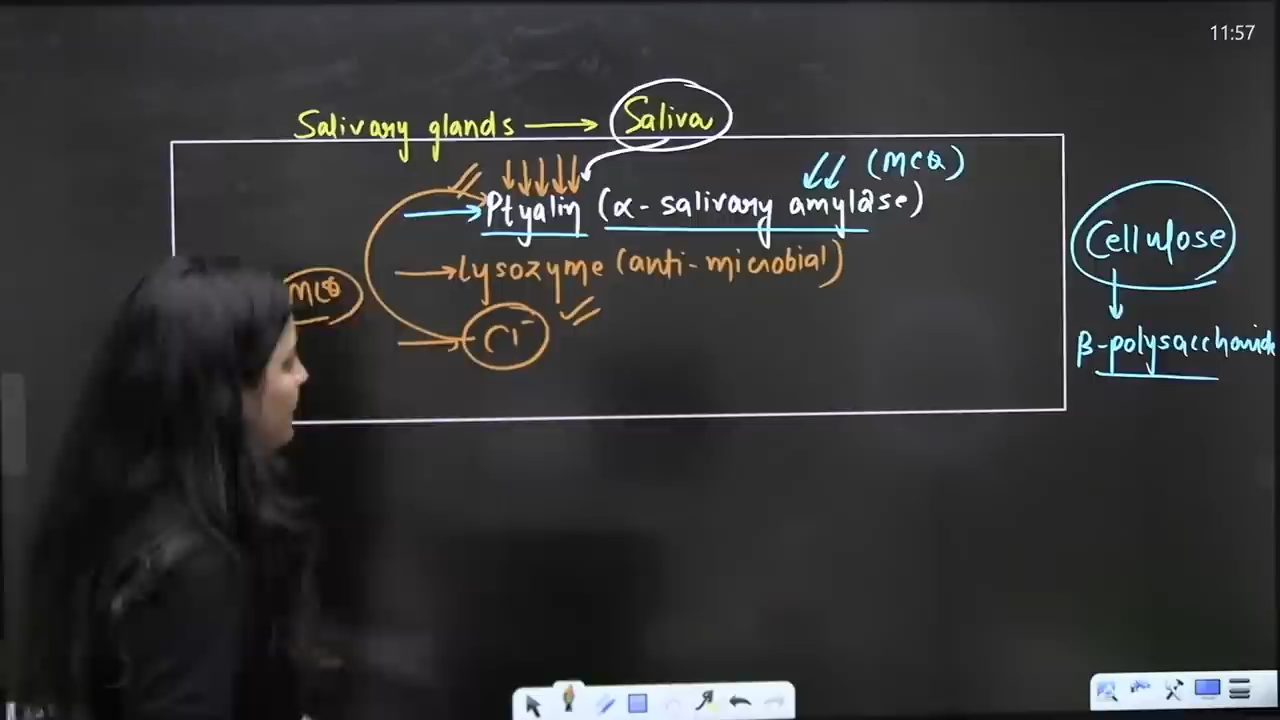 11:57
Salivary glands → Saliva
(MCQ)
Ptyalin (α-salivary amylase)
Cellulose
Lysozyme (anti-microbial)
MCQ
Cl⁻
β-polysaccharide